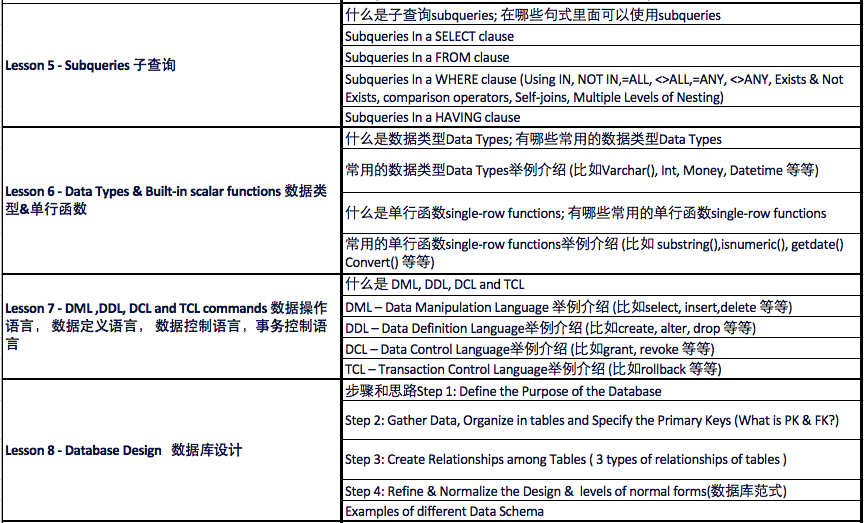 Lesson 5 - Subqueries 子查询
什么是子查询subqueries; 在哪些句式里面可以使用subqueries
Subqueries In a SELECT clause
Subqueries In a FROM clause
Subqueries In a WHERE clause (Using IN, NOT IN,=ALL, <>ALL,=ANY, <>ANY, Exists & Not
Exists, comparison operators, Self-joins, Multiple Levels of Nesting)
Subqueries In a HAVING clause
Lesson 6 - Data Types & Built-in scalar functions 数据类
型&单行函数
什么是数据类型Data Types; 有哪些常用的数据类型Data Types
常用的数据类型Data Types举例介绍 (比如Varchar(), Int, Money, Datetime 等等)
什么是单行函数single-row functions; 有哪些常用的单行函数single-row functions
常用的单行函数single-row functions举例介绍 (比如 substring(),isnumeric(), getdate()
Convert() 等等)
Lesson 7 - DML ,DDL, DCL and TCL commands 数据操作
语言， 数据定义语言， 数据控制语言，事务控制语
言
什么是 DML, DDL, DCL and TCL
DML – Data Manipulation Language 举例介绍 (比如select, insert,delete 等等)
DDL – Data Definition Language举例介绍 (比如create, alter, drop 等等)
DCL – Data Control Language举例介绍 (比如grant, revoke 等等)
TCL – Transaction Control Language举例介绍 (比如rollback 等等)
Lesson 8 - Database Design 数据库设计
步骤和思路Step 1: Define the Purpose of the Database
Step 2: Gather Data, Organize in tables and Specify the Primary Keys (What is PK & FK?)
Step 3: Create Relationships among Tables ( 3 types of relationships of tables )
Step 4: Refine & Normalize the Design & levels of normal forms(数据库范式)
Examples of different Data Schema